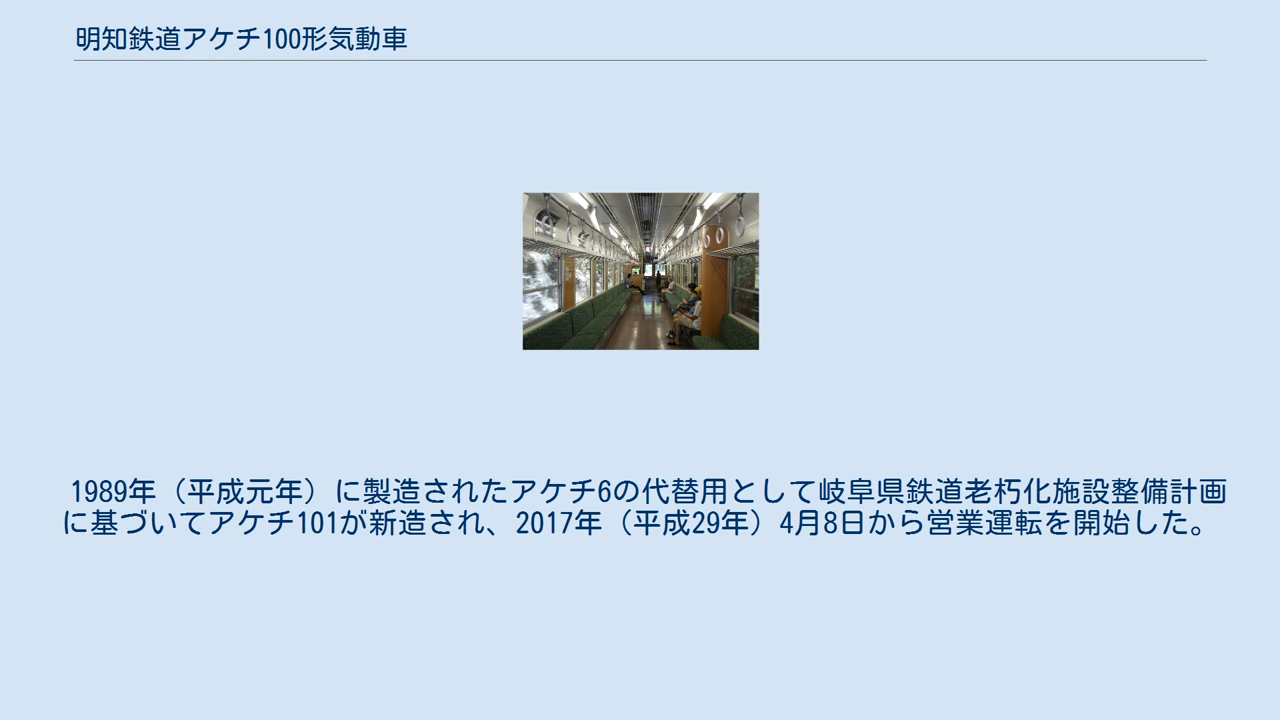 明知鉄道アケチ100形気動車
1989年（平成元年）に製造されたアケチ6の代替用として岐阜県鉄道老朽化施設整備計画
に基づいてアケチ101が新造され、2017年（平成29年）4月8日から営業運転を開始した。